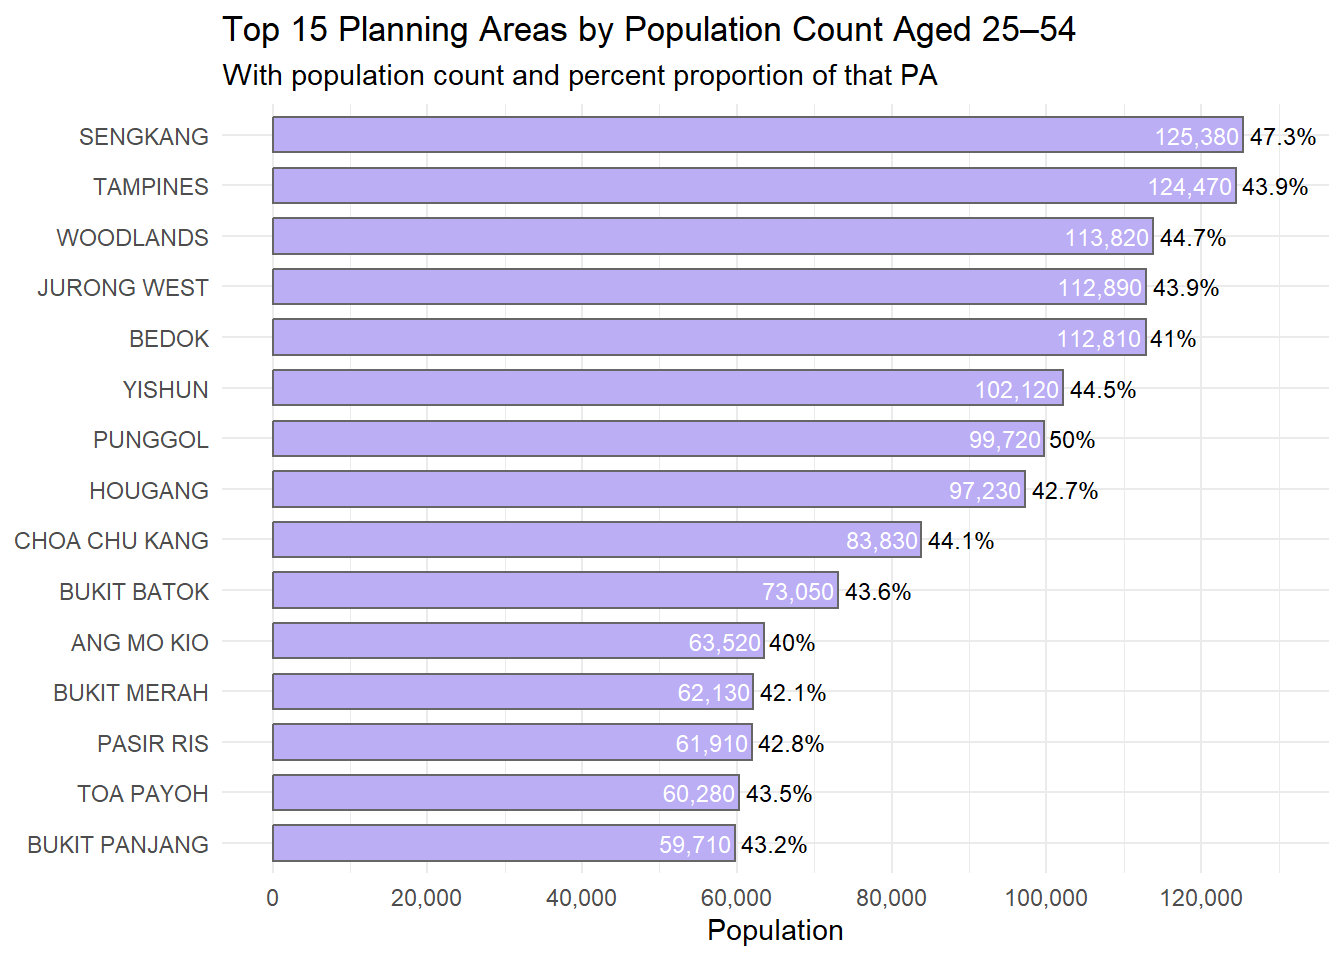 Top 15 Planning Areas by Population Count Aged 25–54
With population count and percent proportion of that PA
SENGKANG 125,380 47.3%
TAMPINES 124,470 43.9%
WOODLANDS 113,820 44.7%
JURONG WEST 112,890 43.9%
BEDOK 112,810 41%
YISHUN 102,120 44.5%
PUNGGOL 99,720 50%
HOUGANG 97,230 42.7%
CHOA CHU KANG 83,830 44.1%
BUKIT BATOK 73,050 43.6%
ANG MO KIO 63,520 40%
BUKIT MERAH 62,130 42.1%
PASIR RIS 61,910 42.8%
TOA PAYOH 60,280 43.5%
BUKIT PANJANG 59,710 43.2%
0 20,000 40,000 60,000 80,000 100,000 120,000
Population